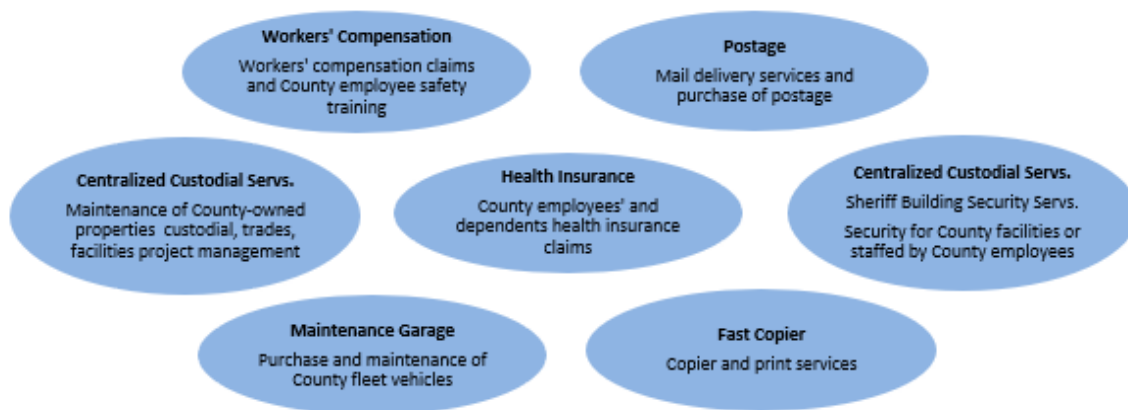 Workers' Compensation
Workers' compensation claims
and County employee safety
training
Postage
Mail delivery services and
purchase of postage
Centralized Custodial Servs.
Maintenance of County-owned
properties custodial, trades,
facilities project management
Health Insurance
County employees' and
dependents health insurance
claims
Centralized Custodial Servs.
Sheriff Building Security Servs.
Security for County facilities or
staffed by County employees
Maintenance Garage
Purchase and maintenance of
County fleet vehicles
Fast Copier
Copier and print services